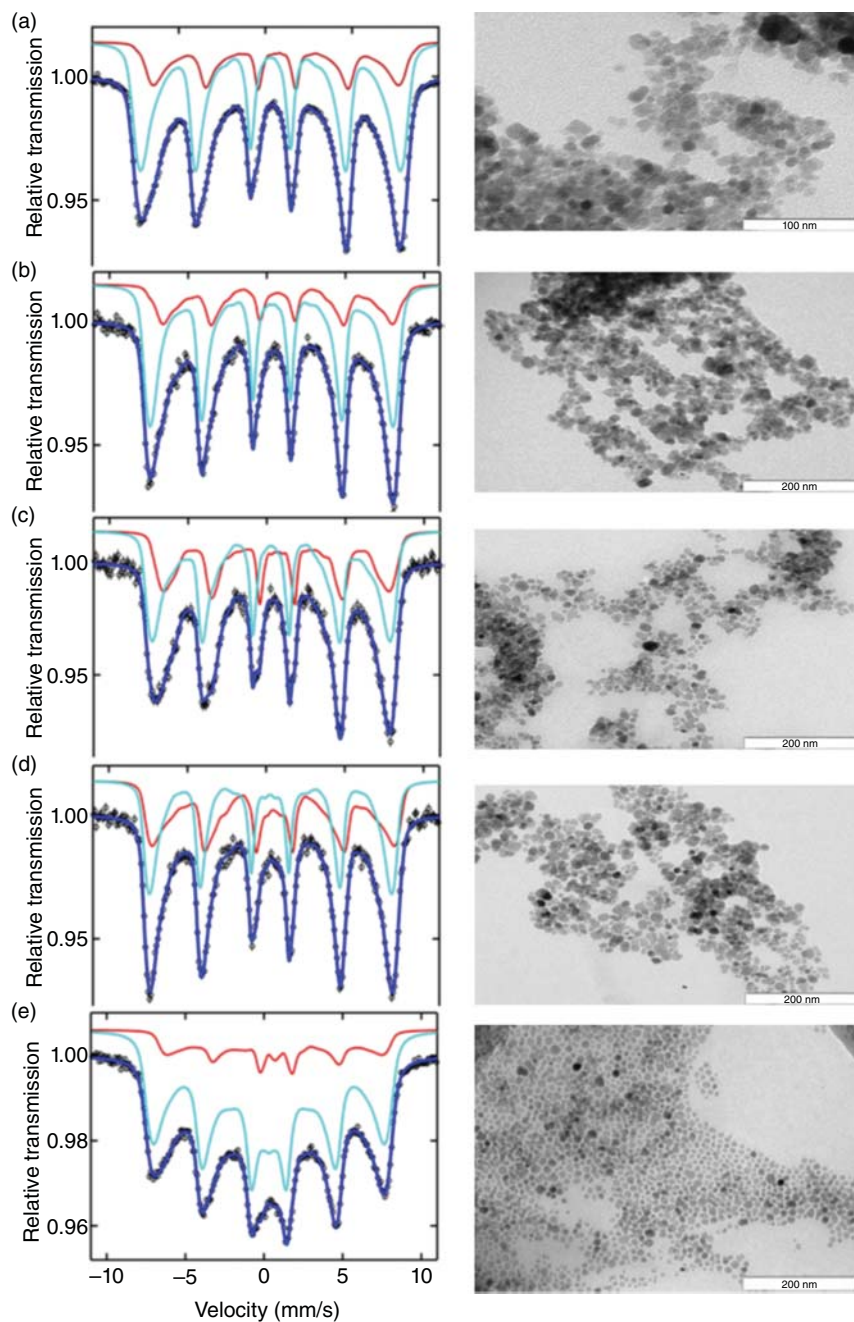 (a)
Relative transmission
1.00
0.95
100 nm
(b)
Relative transmission
1.00
0.95
200 nm
(c)
Relative transmission
1.00
0.95
200 nm
(d)
Relative transmission
1.00
0.95
200 nm
(e)
Relative transmission
1.00
0.98
0.96
200 nm
−10 −5 0 5 10
Velocity (mm/s)